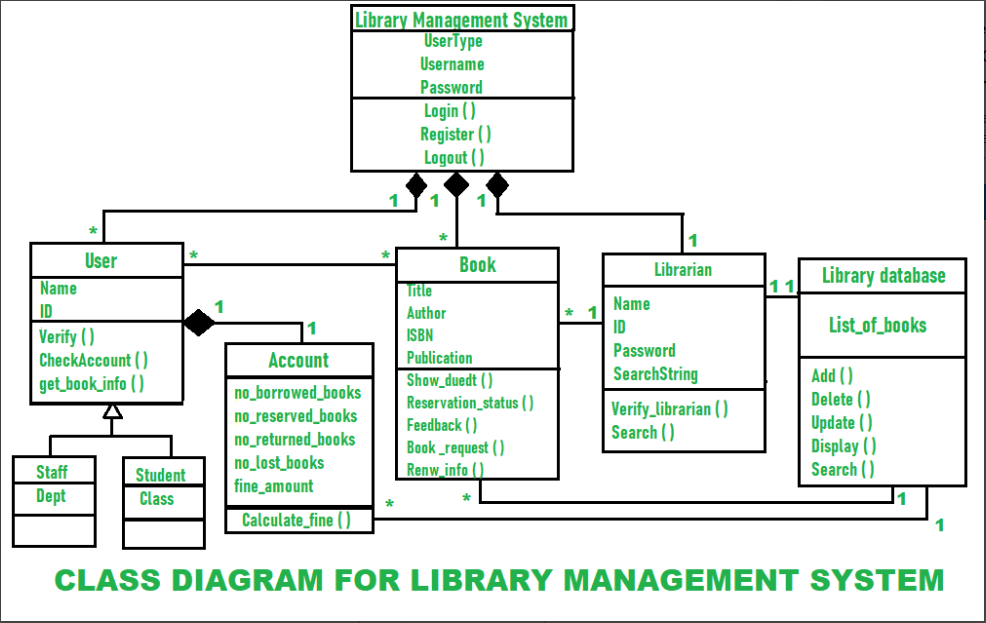 Library Management System
UserType
Username
Password
Login ( )
Register ( )
Logout ( )
1
1
1
*
*
1
User
Name
ID
Verify ( )
CheckAccount ( )
get_book_info ( )
*
*
Book
Title
Author
ISBN
Publication
Show_duedt ( )
Reservation_status ( )
Feedback ( )
Book _request ( )
Renw_info ( )
*
1
Librarian
Name
ID
Password
SearchString
Verify_librarian ( )
Search ( )
1
1
Library database
List_of_books
Add ( )
Delete ( )
Update ( )
Display ( )
Search ( )
1
1
Account
no_borrowed_books
no_reserved_books
no_returned_books
no_lost_books
fine_amount
Calculate_fine ( )
Staff
Dept
Student
Class
*
*
1
1
CLASS DIAGRAM FOR LIBRARY MANAGEMENT SYSTEM